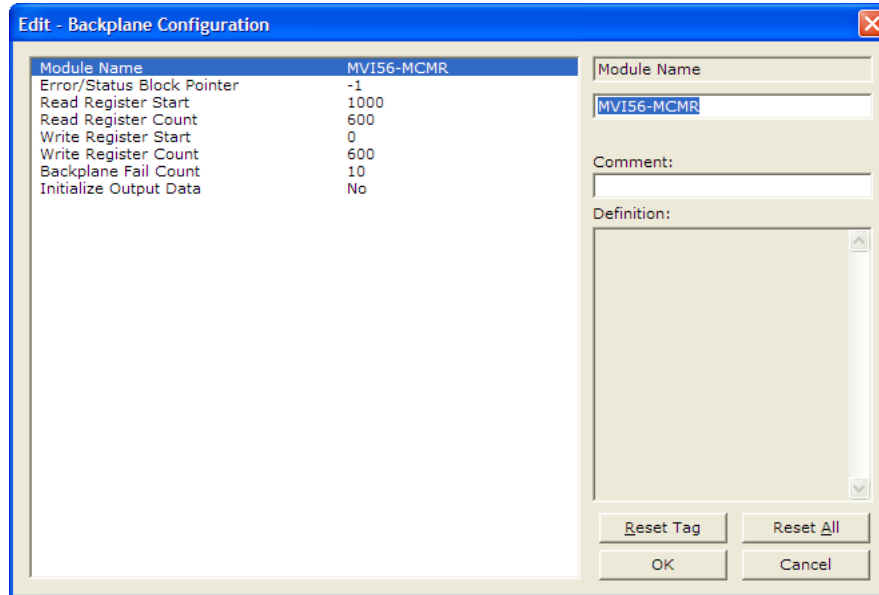 Edit - Backplane Configuration
Module Name MVI56-MCMR
Error/Status Block Pointer -1
Read Register Start 1000
Read Register Count 600
Write Register Start 0
Write Register Count 600
Backplane Fail Count 10
Initialize Output Data No
Module Name
MVI56-MCMR
Comment:
Definition:
Reset Tag Reset All
OK Cancel